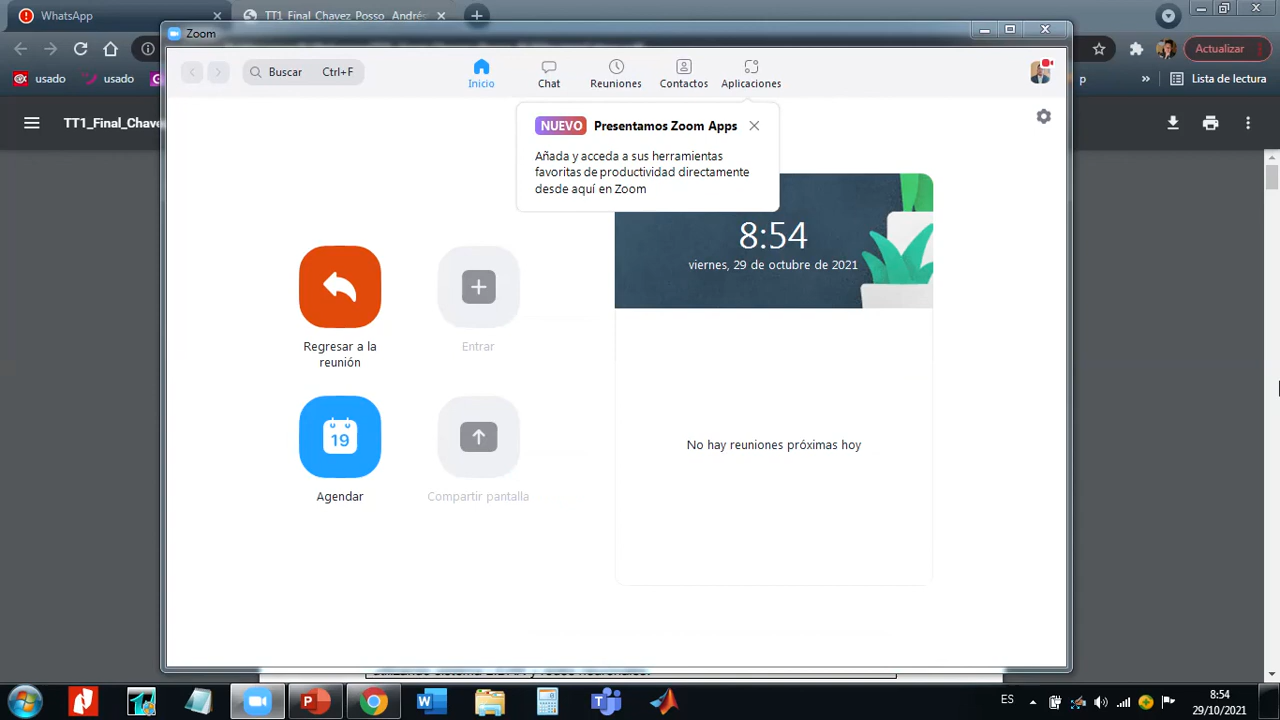 WhatsApp
TT1_Final_Chavez_Posso_Andrés
Zoom
Actualizar
usado
usado
p
»
Lista de lectura
TT1_Final_Chave
Buscar
Ctrl+F
Inicio
Chat
Reuniones
Contactos
Aplicaciones
NUEVO
Presentamos Zoom Apps
Añada y acceda a sus herramientas
favoritas de productividad directamente
desde aquí en Zoom
8:54
viernes, 29 de octubre de 2021
Regresar a la
reunión
Entrar
19
Agendar
Compartir pantalla
No hay reuniones próximas hoy
ES
8:54
29/10/2021